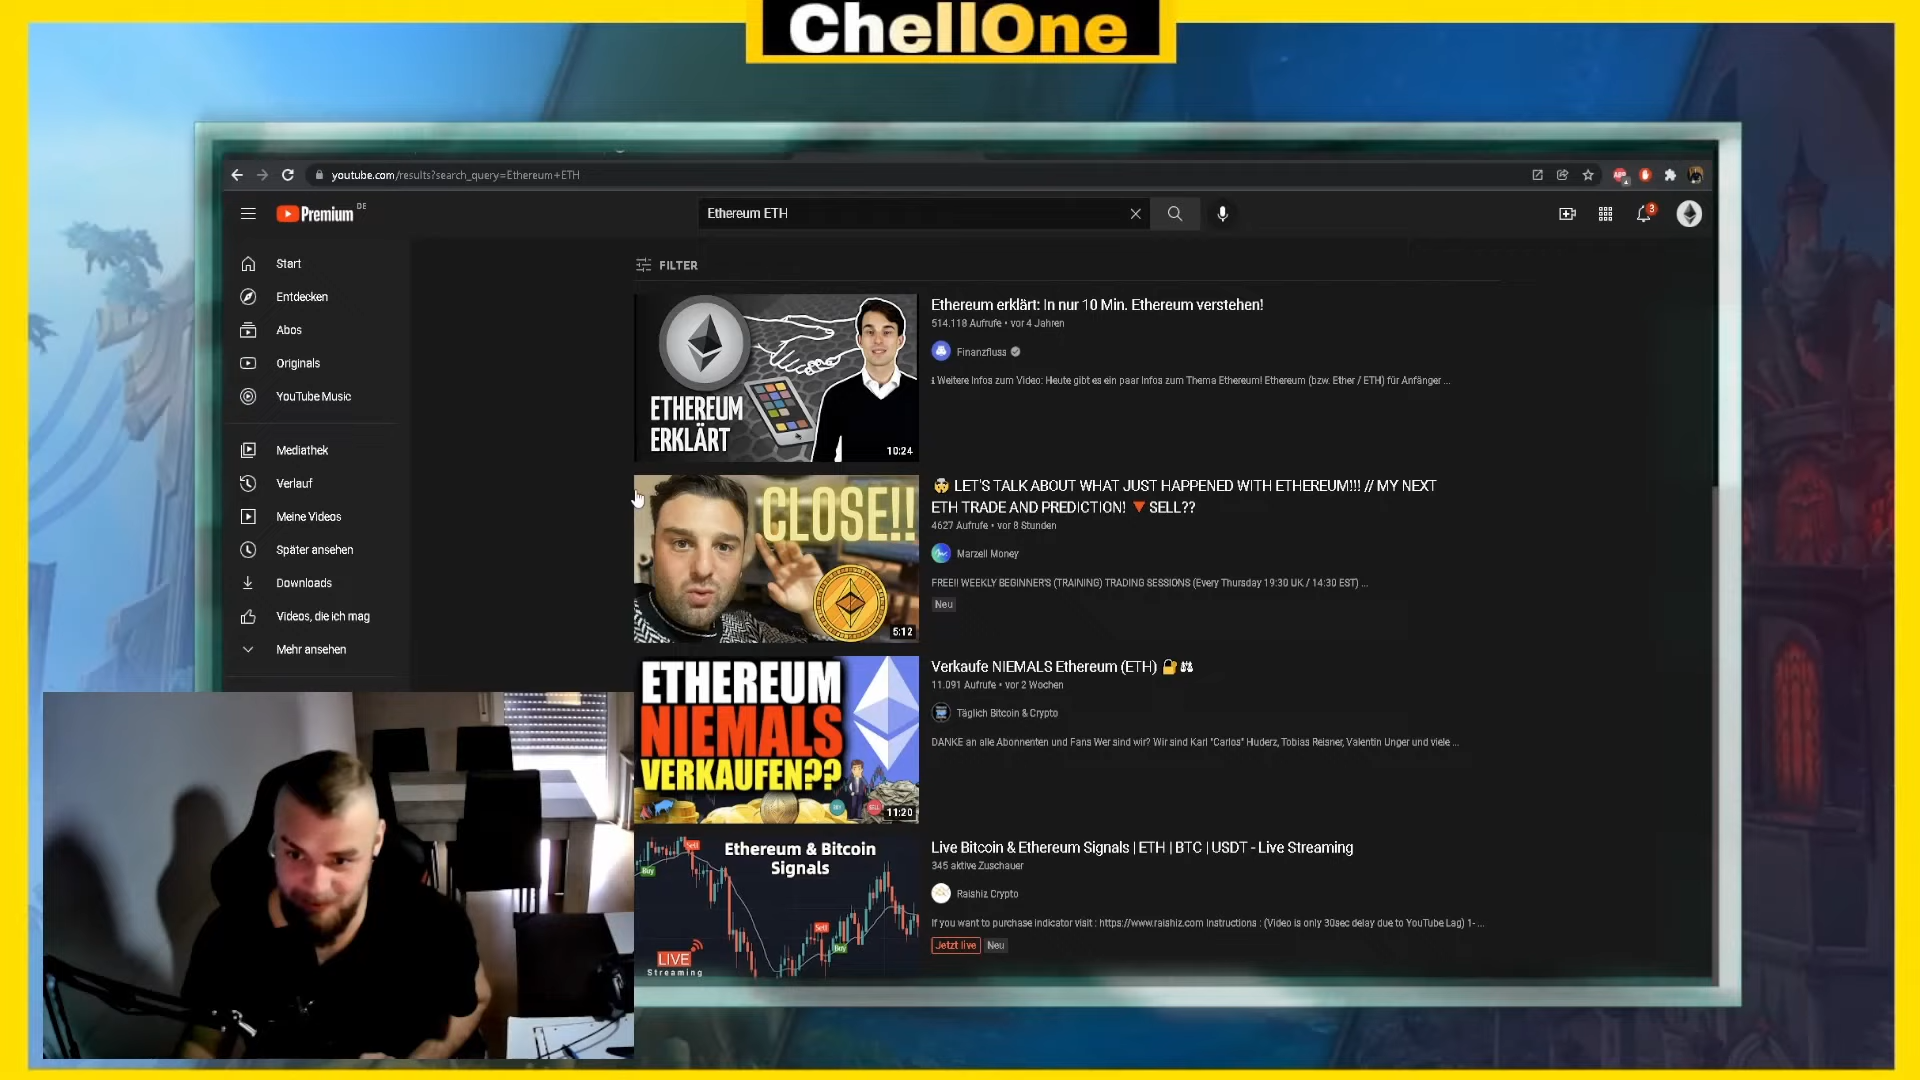 ChellOne
youtube.com/results?search_query=Ethereum+ETH
Premium DE
Ethereum ETH
3
Start
Entdecken
Abos
Originals
YouTube Music
Mediathek
Verlauf
Meine Videos
Später ansehen
Downloads
Videos, die ich mag
Mehr ansehen
FILTER
ETHEREUM
ERKLÄRT
10:24
Ethereum erklärt: In nur 10 Min. Ethereum verstehen!
514.118 Aufrufe • vor 4 Jahren
Finanzfluss
ℹ Weitere Infos zum Video: Heute gibt es ein paar Infos zum Thema Ethereum! Ethereum (bzw. Ether / ETH) für Anfänger ...
CLOSE!!
5:12
🤯 LET'S TALK ABOUT WHAT JUST HAPPENED WITH ETHEREUM!!! // MY NEXT
ETH TRADE AND PREDICTION! 🔻 SELL??
4627 Aufrufe • vor 8 Stunden
Marzell Money
FREE!! WEEKLY BEGINNER'S (TRAINING) TRADING SESSIONS (Every Thursday 19:30 UK / 14:30 EST) ...
Neu
ETHEREUM
NIEMALS
VERKAUFEN??
11:20
Verkaufe NIEMALS Ethereum (ETH) 🔐⚖
11.091 Aufrufe • vor 2 Wochen
Täglich Bitcoin & Crypto
DANKE an alle Abonnenten und Fans Wer sind wir? Wir sind Karl "Carlos" Huderz, Tobias Reisner, Valentin Unger und viele ...
Ethereum & Bitcoin
Signals
Sell
Buy
Sell
Buy
LIVE
Streaming
Live Bitcoin & Ethereum Signals | ETH | BTC | USDT - Live Streaming
345 aktive Zuschauer
Raishiz Crypto
If you want to purchase indicator visit : https://www.raishiz.com Instructions : (Video is only 30sec delay due to YouTube Lag) 1- ...
Jetzt live
Neu